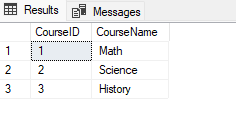 Results Messages
CourseID CourseName
1 1 Math
2 2 Science
3 3 History